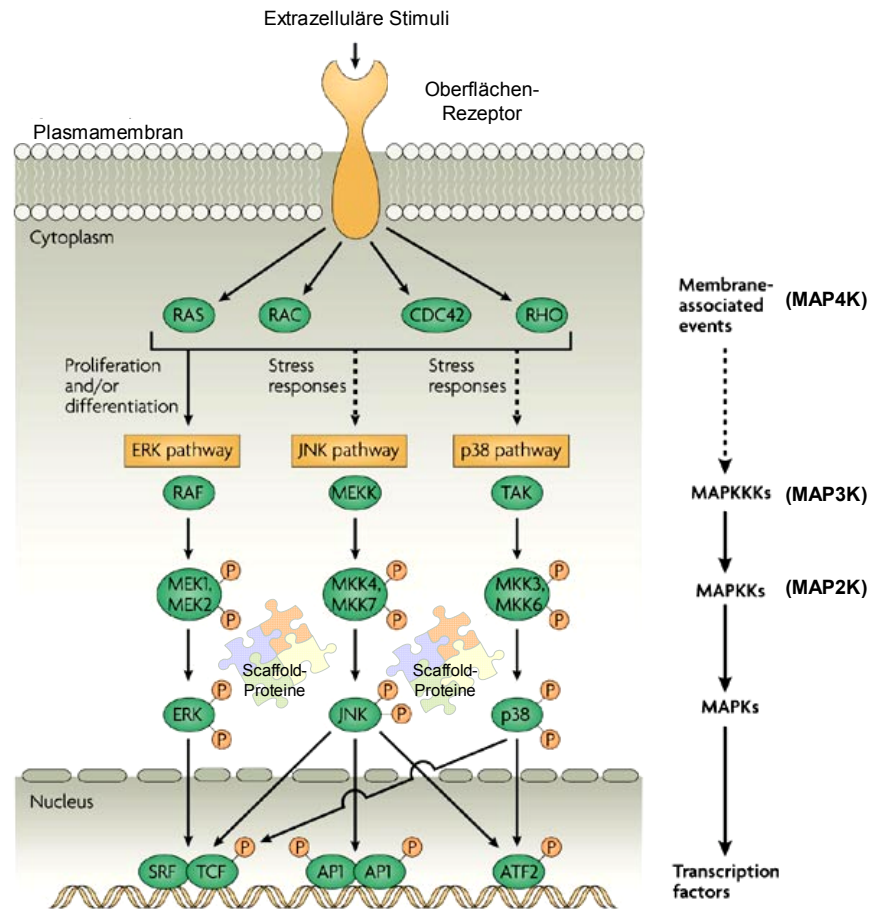 Extrazelluläre Stimuli
Oberflächen-
Rezeptor
Plasmamembran
Cytoplasm
RAS
RAC
CDC42
RHO
Membrane-
associated
events
(MAP4K)
Proliferation
and/or
differentiation
Stress
responses
Stress
responses
ERK pathway
JNK pathway
p38 pathway
RAF
MEKK
TAK
MAPKKKs
(MAP3K)
P
P
P
MEK1,
MEK2
MKK4,
MKK7
MKK3,
MKK6
MAPKKs
(MAP2K)
P
P
P
Scaffold-
Proteine
Scaffold-
Proteine
P
P
P
ERK
JNK
P
p38
MAPKs
P
P
Nucleus
P
P
P
P
SRF
TCF
AP1
AP1
ATF2
Transcription
factors